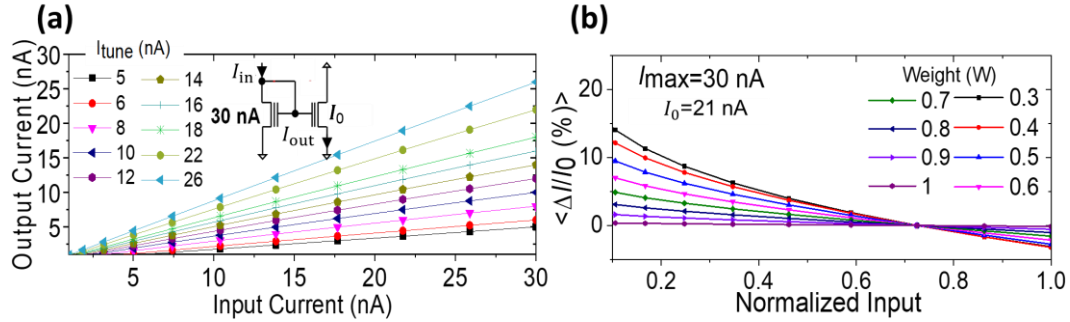 (a)
Output Current (nA)
30
25
20
15
10
5
Itune (nA)
5
6
8
10
12
14
16
18
22
26
Iin
30 nA
I0
Iout
5
10
15
20
25
30
Input Current (nA)
(b)
<ΔI/I0 (%)>
20
10
0
Imax=30 nA
I0=21 nA
Weight (W)
0.7
0.8
0.9
1
0.3
0.4
0.5
0.6
0.2
0.4
0.6
0.8
1.0
Normalized Input